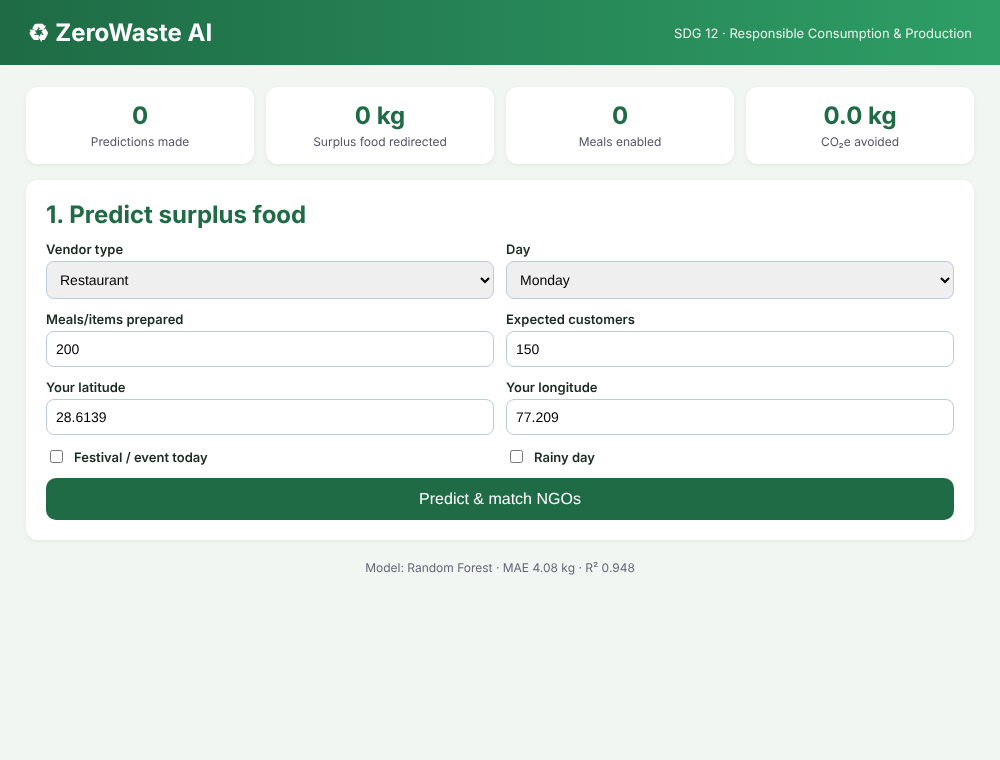 ♻ ZeroWaste AI
SDG 12 · Responsible Consumption & Production
0
Predictions made
0 kg
Surplus food redirected
0
Meals enabled
0.0 kg
CO₂e avoided
1. Predict surplus food
Vendor type
Day
Restaurant
Monday
Meals/items prepared
Expected customers
200
150
Your latitude
Your longitude
28.6139
77.209
Festival / event today
Rainy day
Predict & match NGOs
Model: Random Forest · MAE 4.08 kg · R² 0.948